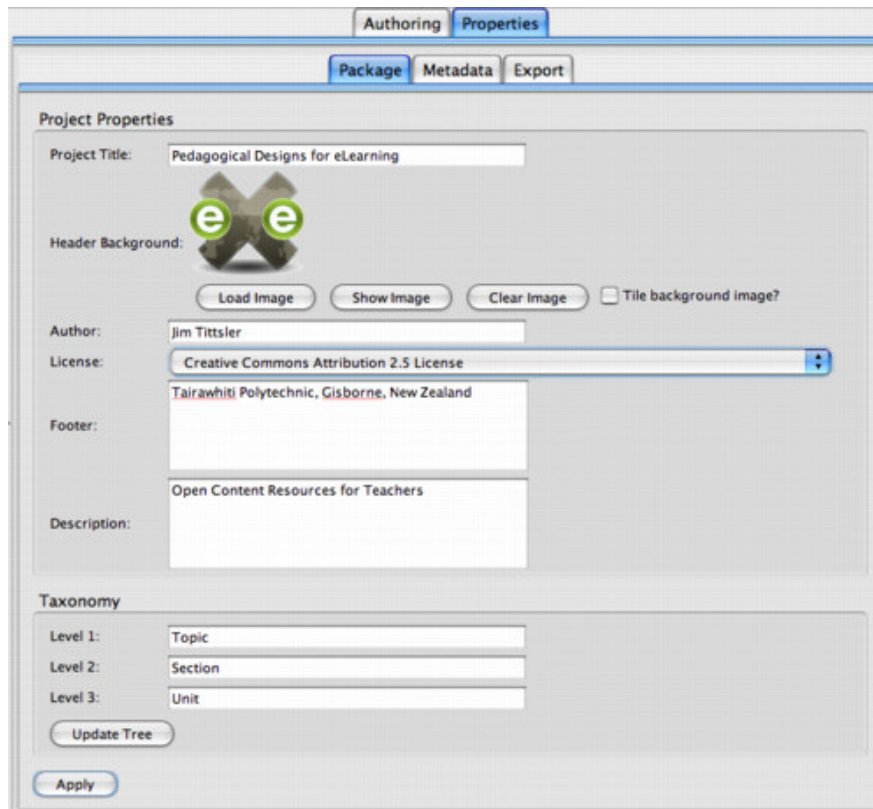 Authoring Properties
Package Metadata Export
Project Properties
Project Title: Pedagogical Designs for eLearning
e e
Header Background:
Load Image Show Image Clear Image Tile background image?
Author: Jim Tittsler
License: Creative Commons Attribution 2.5 License
Tairawhiti Polytechnic, Gisborne, New Zealand
Footer:
Open Content Resources for Teachers
Description:
Taxonomy
Level 1: Topic
Level 2: Section
Level 3: Unit
Update Tree
Apply